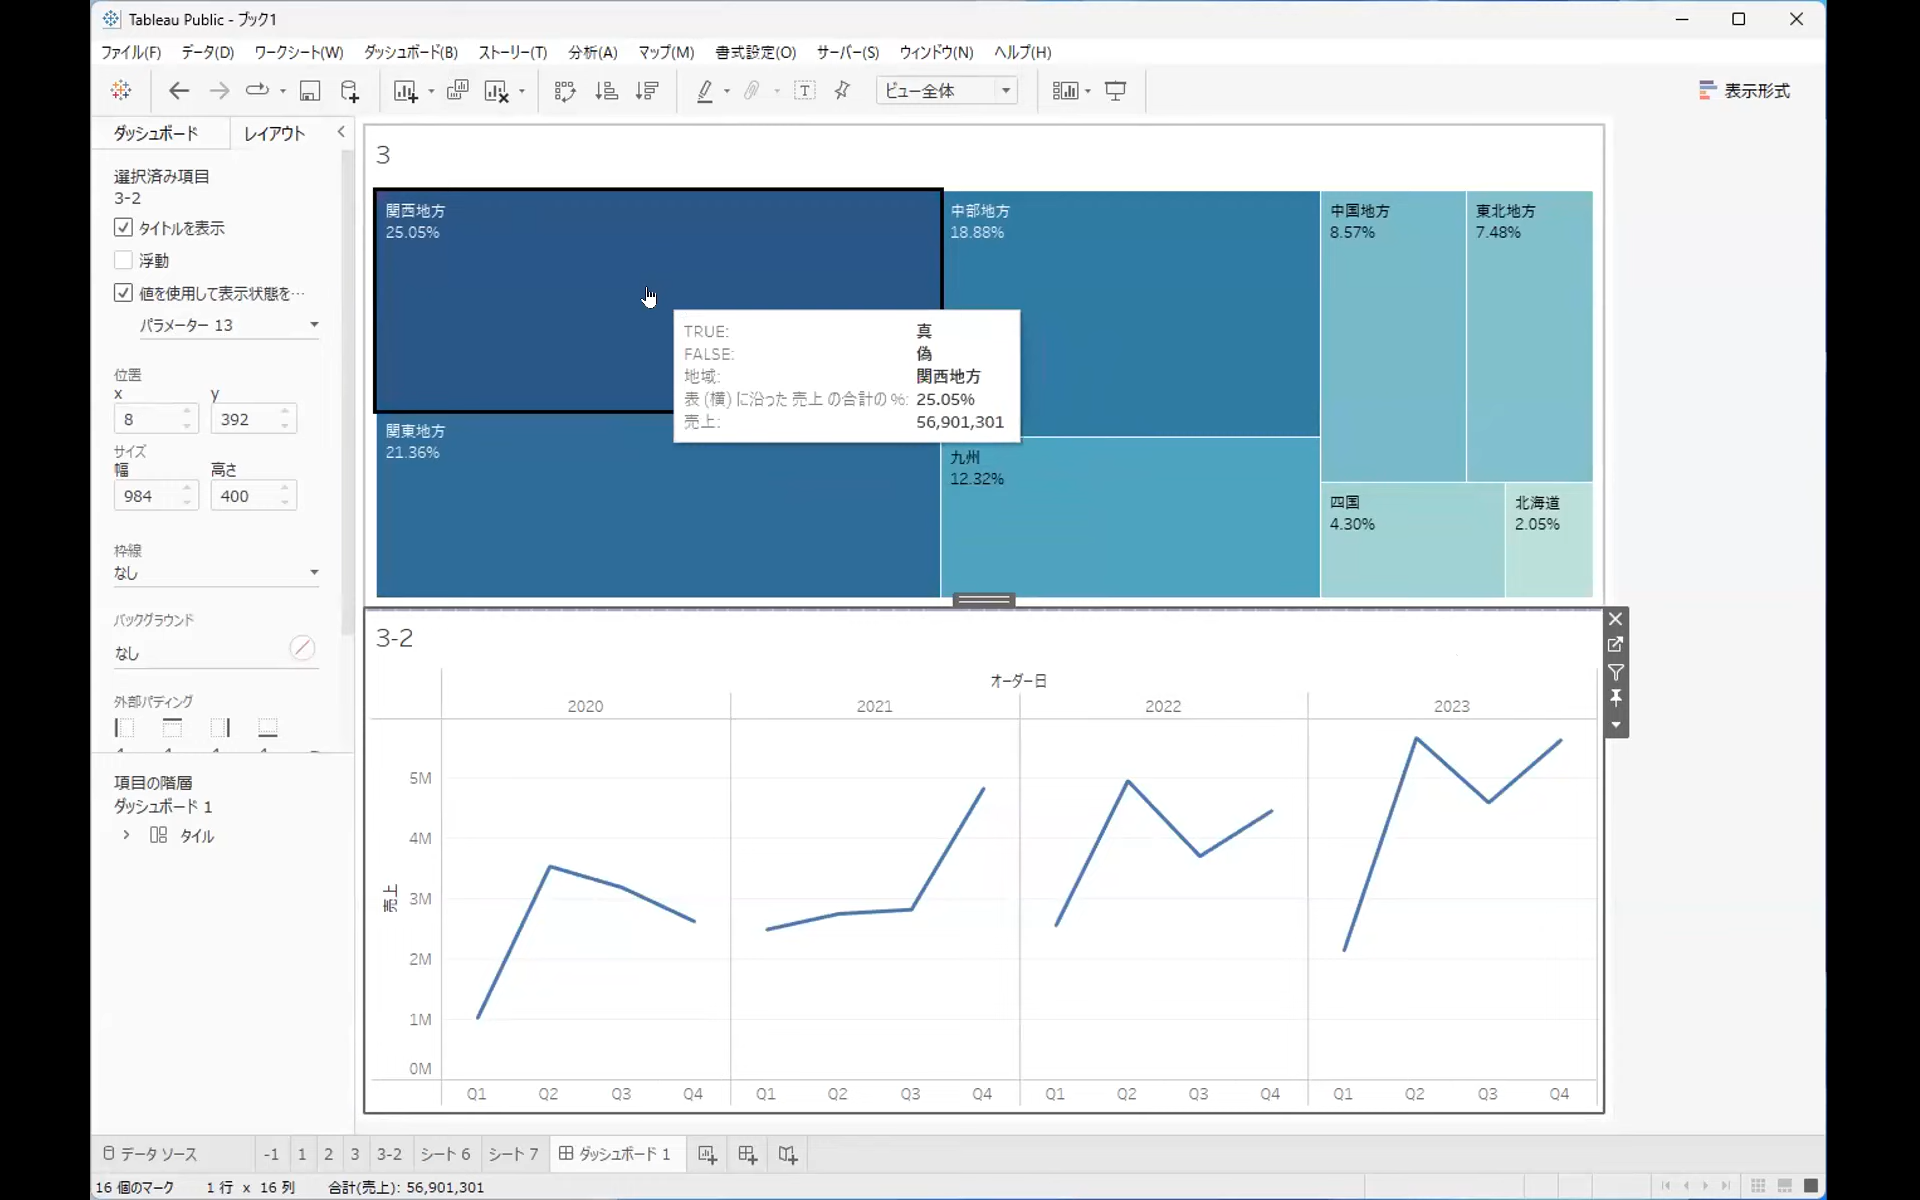 Tableau Public - ブック1
ファイル(F) データ(D) ワークシート(W) ダッシュボード(B) ストーリー(T) 分析(A) マップ(M) 書式設定(O) サーバー(S) ウィンドウ(N) ヘルプ(H)
ビュー全体
表示形式
ダッシュボード レイアウト
選択済み項目
3-2
タイトルを表示
浮動
値を使用して表示状態を…
パラメーター 13
位置
x y
8 392
サイズ
幅 高さ
984 400
枠線
なし
バックグラウンド
なし
外部パディング
項目の階層
ダッシュボード 1
タイル
3
関西地方
25.05%
中部地方
18.88%
中国地方
8.57%
東北地方
7.48%
TRUE: 真
FALSE: 偽
地域: 関西地方
表 (横) に沿った 売上 の合計の %: 25.05%
売上: 56,901,301
関東地方
21.36%
九州
12.32%
四国
4.30%
北海道
2.05%
3-2
オーダー日
2020 2021 2022 2023
売上
5M
4M
3M
2M
1M
0M
Q1 Q2 Q3 Q4 Q1 Q2 Q3 Q4 Q1 Q2 Q3 Q4 Q1 Q2 Q3 Q4
データ ソース -1 1 2 3 3-2 シート 6 シート 7 ダッシュボード 1
16 個のマーク 1 行 x 16 列 合計(売上): 56,901,301